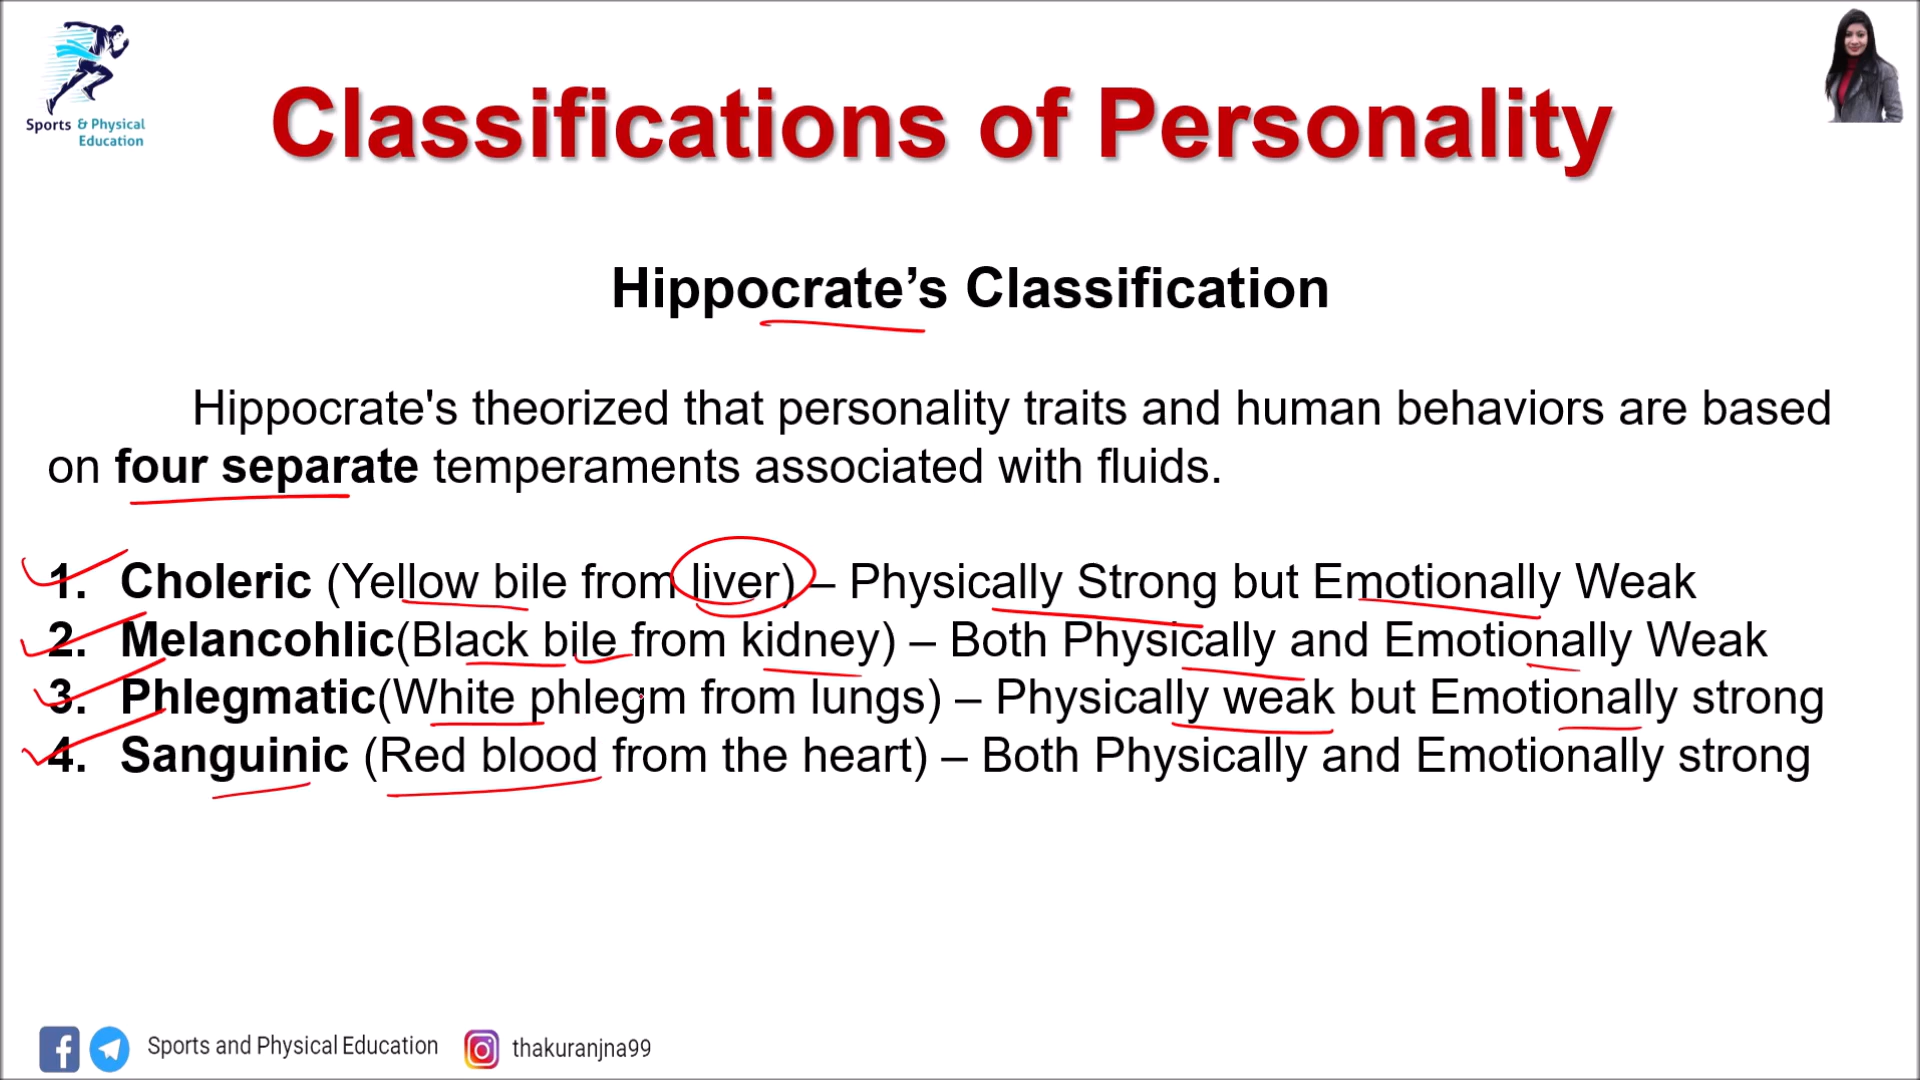 Sports & Physical
Education
Classifications of Personality
Hippocrate’s Classification
Hippocrate's theorized that personality traits and human behaviors are based
on four separate temperaments associated with fluids.
1. Choleric (Yellow bile from liver) – Physically Strong but Emotionally Weak
2. Melancohlic(Black bile from kidney) – Both Physically and Emotionally Weak
3. Phlegmatic(White phlegm from lungs) – Physically weak but Emotionally strong
4. Sanguinic (Red blood from the heart) – Both Physically and Emotionally strong
Sports and Physical Education thakuranjna99